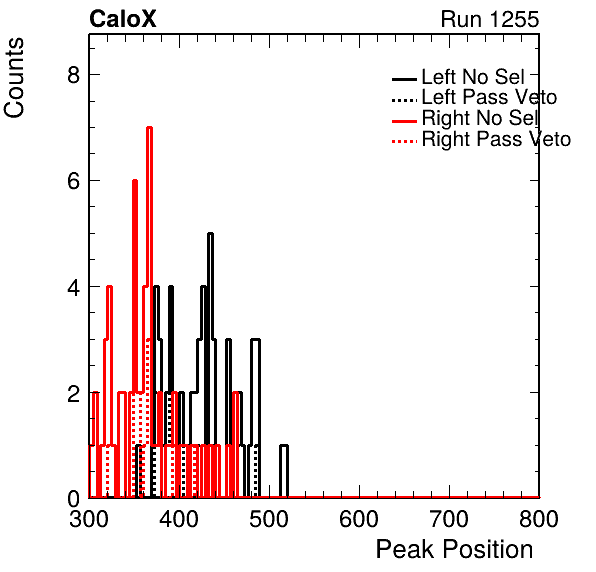 CaloX Run 1255
Counts
8
6
4
2
0
Left No Sel
Left Pass Veto
Right No Sel
Right Pass Veto
300 400 500 600 700 800
Peak Position